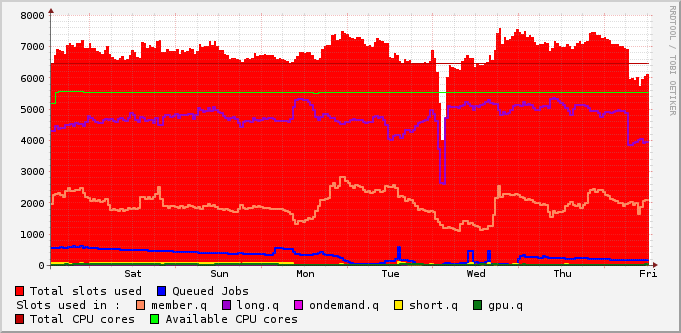 RRDTOOL / TOBI OETIKER
8000
7000
6000
5000
4000
3000
2000
1000
0
Sat Sun Mon Tue Wed Thu Fri
Total slots used Queued Jobs
Slots used in : member.q long.q ondemand.q short.q gpu.q
Total CPU cores Available CPU cores